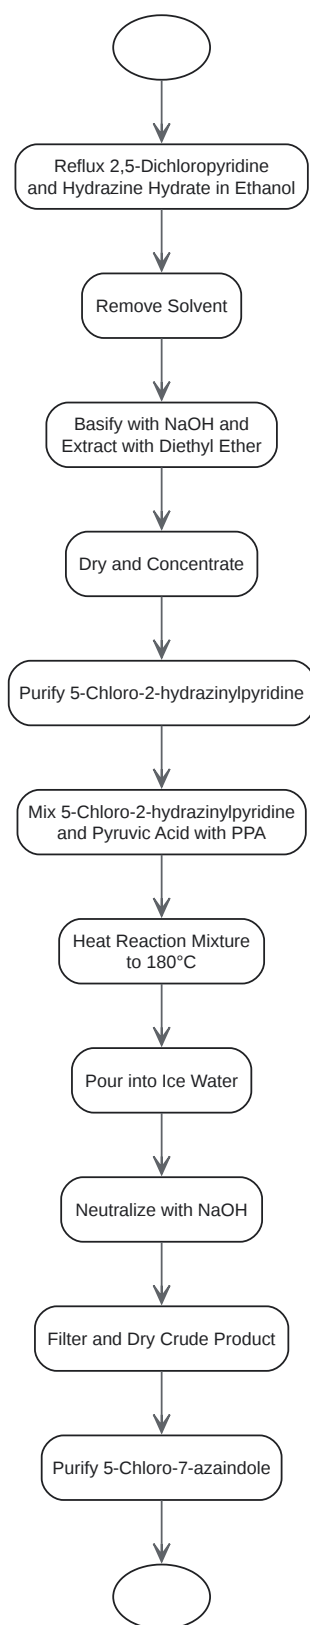 Reflux 2,5-Dichloropyridine
and Hydrazine Hydrate in Ethanol
Remove Solvent
Basify with NaOH and
Extract with Diethyl Ether
Dry and Concentrate
Purify 5-Chloro-2-hydrazinylpyridine
Mix 5-Chloro-2-hydrazinylpyridine
and Pyruvic Acid with PPA
Heat Reaction Mixture
to 180°C
Pour into Ice Water
Neutralize with NaOH
Filter and Dry Crude Product
Purify 5-Chloro-7-azaindole